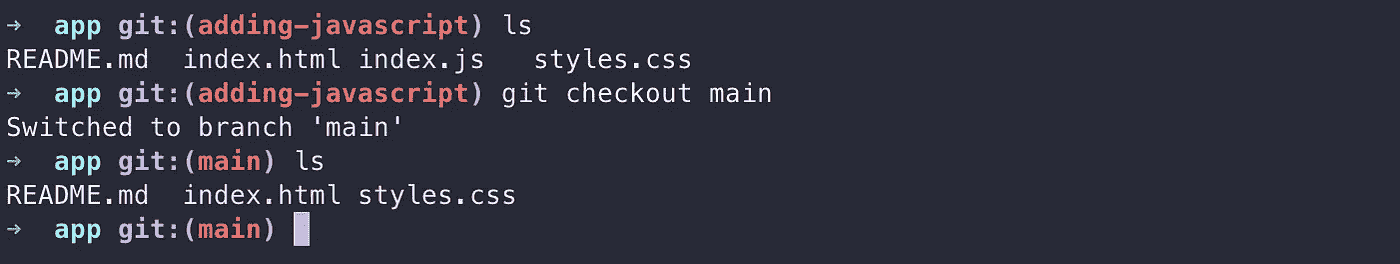 →  app git:(adding-javascript) ls
README.md  index.html index.js   styles.css
→  app git:(adding-javascript) git checkout main
Switched to branch 'main'
→  app git:(main) ls
README.md  index.html styles.css
→  app git:(main)